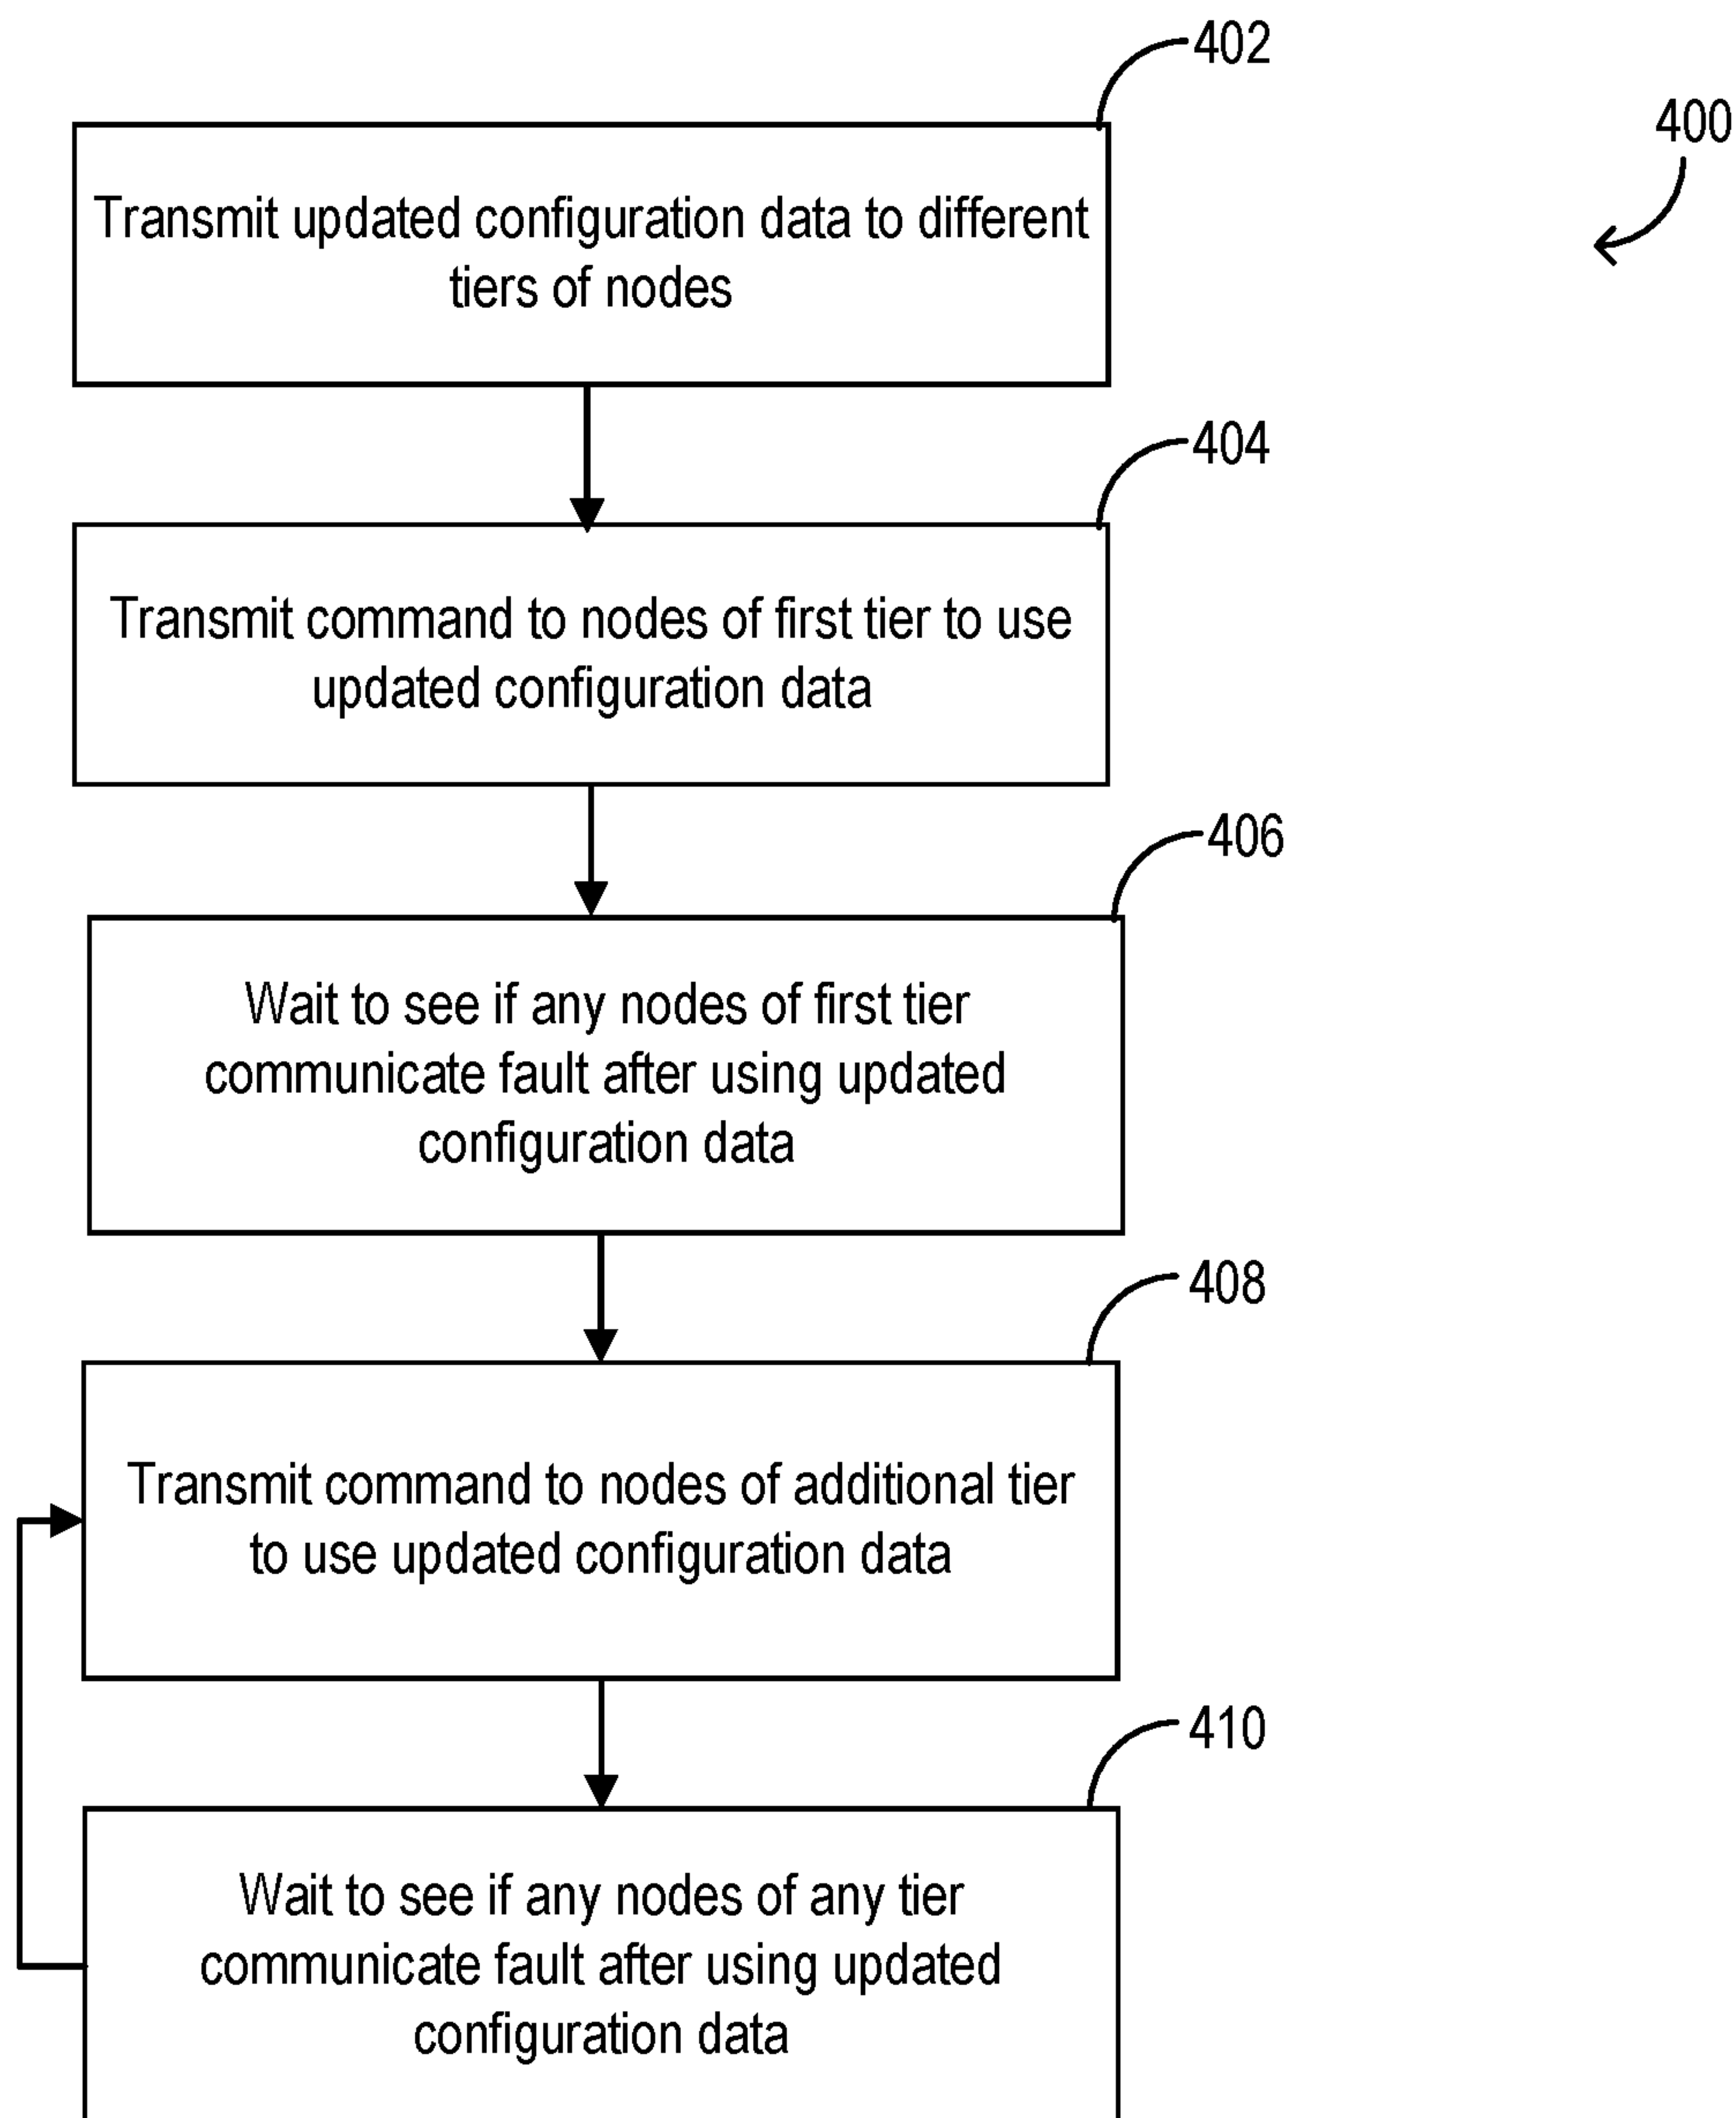 402
400
Transmit updated configuration data to different
tiers of nodes
404
Transmit command to nodes of first tier to use
updated configuration data
406
Wait to see if any nodes of first tier
communicate fault after using updated
configuration data
408
Transmit command to nodes of additional tier
to use updated configuration data
410
Wait to see if any nodes of any tier
communicate fault after using updated
configuration data